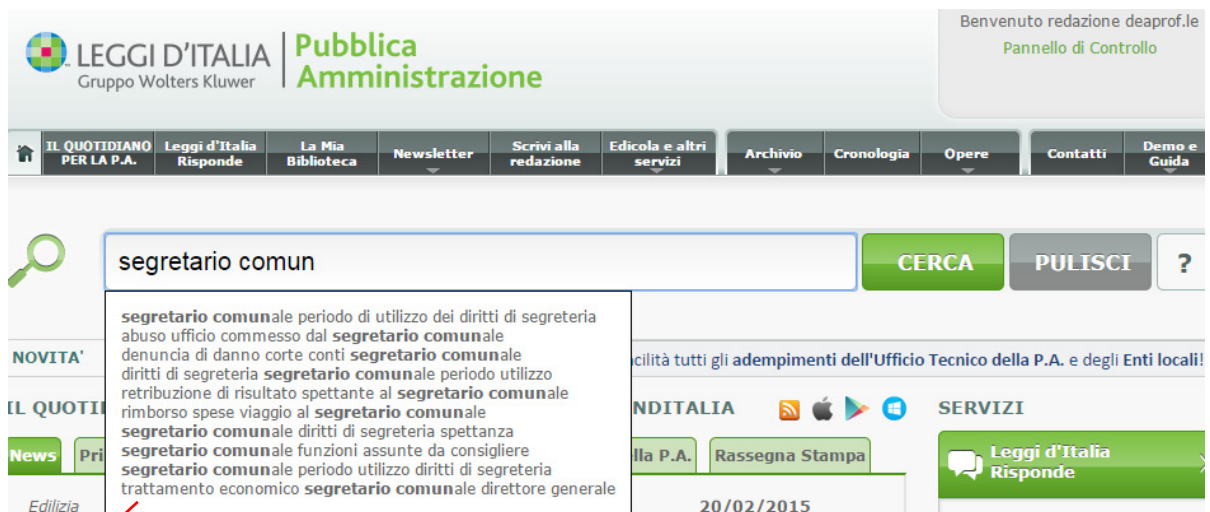 Benvenuto redazione deaprof.le
Pannello di Controllo
LEGGI D'ITALIA
Gruppo Wolters Kluwer
Pubblica
Amministrazione
IL QUOTIDIANO
PER LA P.A.
Leggi d'Italia
Risponde
La Mia
Biblioteca
Newsletter
Scrivi alla
redazione
Edicola e altri
servizi
Archivio
Cronologia
Opere
Contatti
Demo e
Guida
segretario comun
CERCA
PULISCI
?
segretario comunale periodo di utilizzo dei diritti di segreteria
abuso ufficio commesso dal segretario comunale
denuncia di danno corte conti segretario comunale
diritti di segreteria segretario comunale periodo utilizzo
retribuzione di risultato spettante al segretario comunale
rimborso spese viaggio al segretario comunale
segretario comunale diritti di segreteria spettanza
segretario comunale funzioni assunte da consigliere
segretario comunale periodo utilizzo diritti di segreteria
trattamento economico segretario comunale direttore generale
NOVITA'
cilità tutti gli adempimenti dell'Ufficio Tecnico della P.A. e degli Enti locali!
IL QUOTI
NDITALIA
SERVIZI
News
Pri
lla P.A.
Rassegna Stampa
Leggi d'Italia
Risponde
Edilizia
20/02/2015